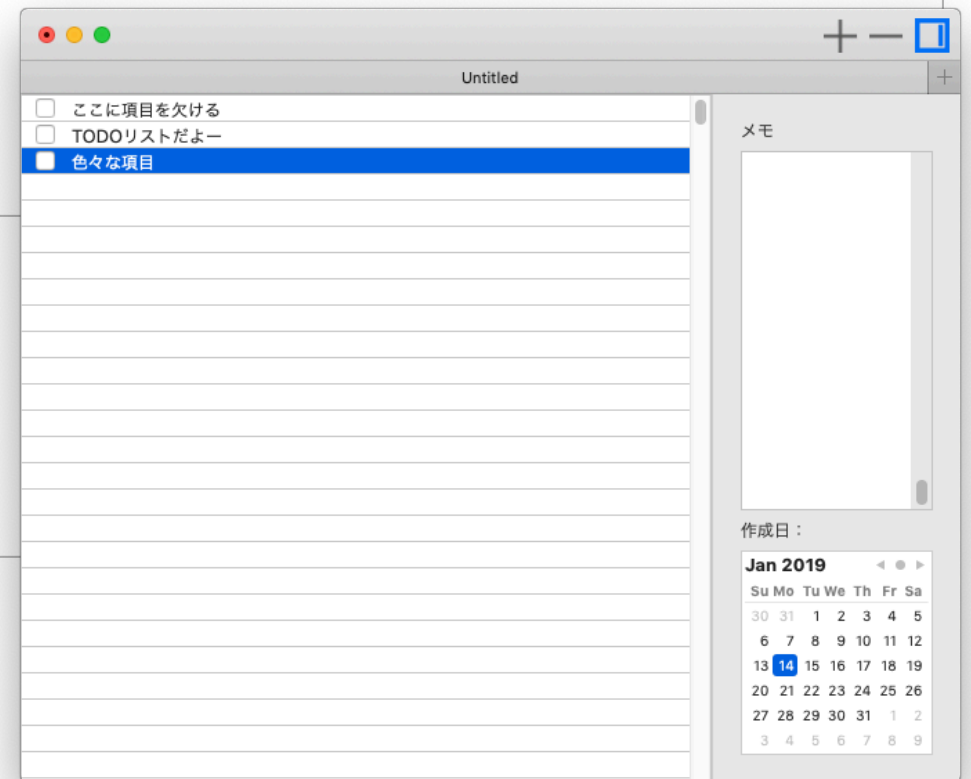 Untitled
ここに項目を欠ける
TODOリストだよー
色々な項目
メモ
作成日：
Jan 2019
Su Mo Tu We Th Fr Sa
30 31 1 2 3 4 5
6 7 8 9 10 11 12
13 14 15 16 17 18 19
20 21 22 23 24 25 26
27 28 29 30 31 1 2
3 4 5 6 7 8 9